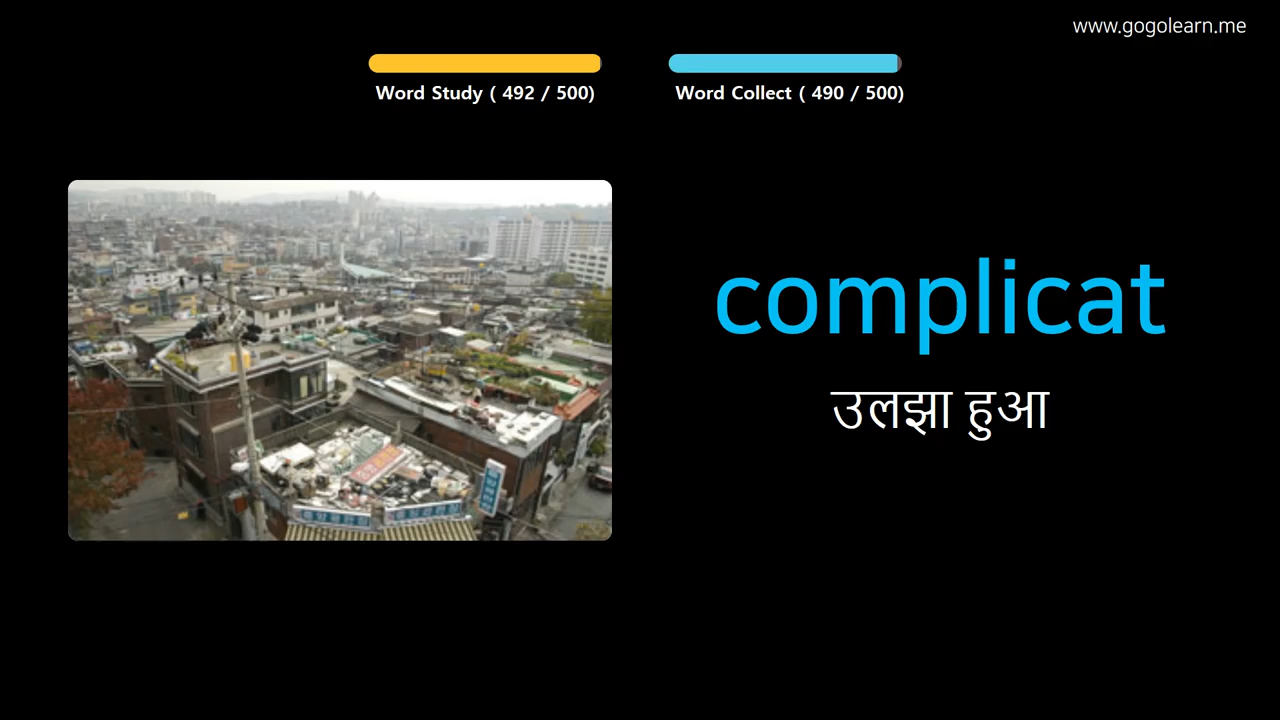 www.gogolearn.me
Word Study ( 492 / 500)
Word Collect ( 490 / 500)
complicat
उलझा हुआ